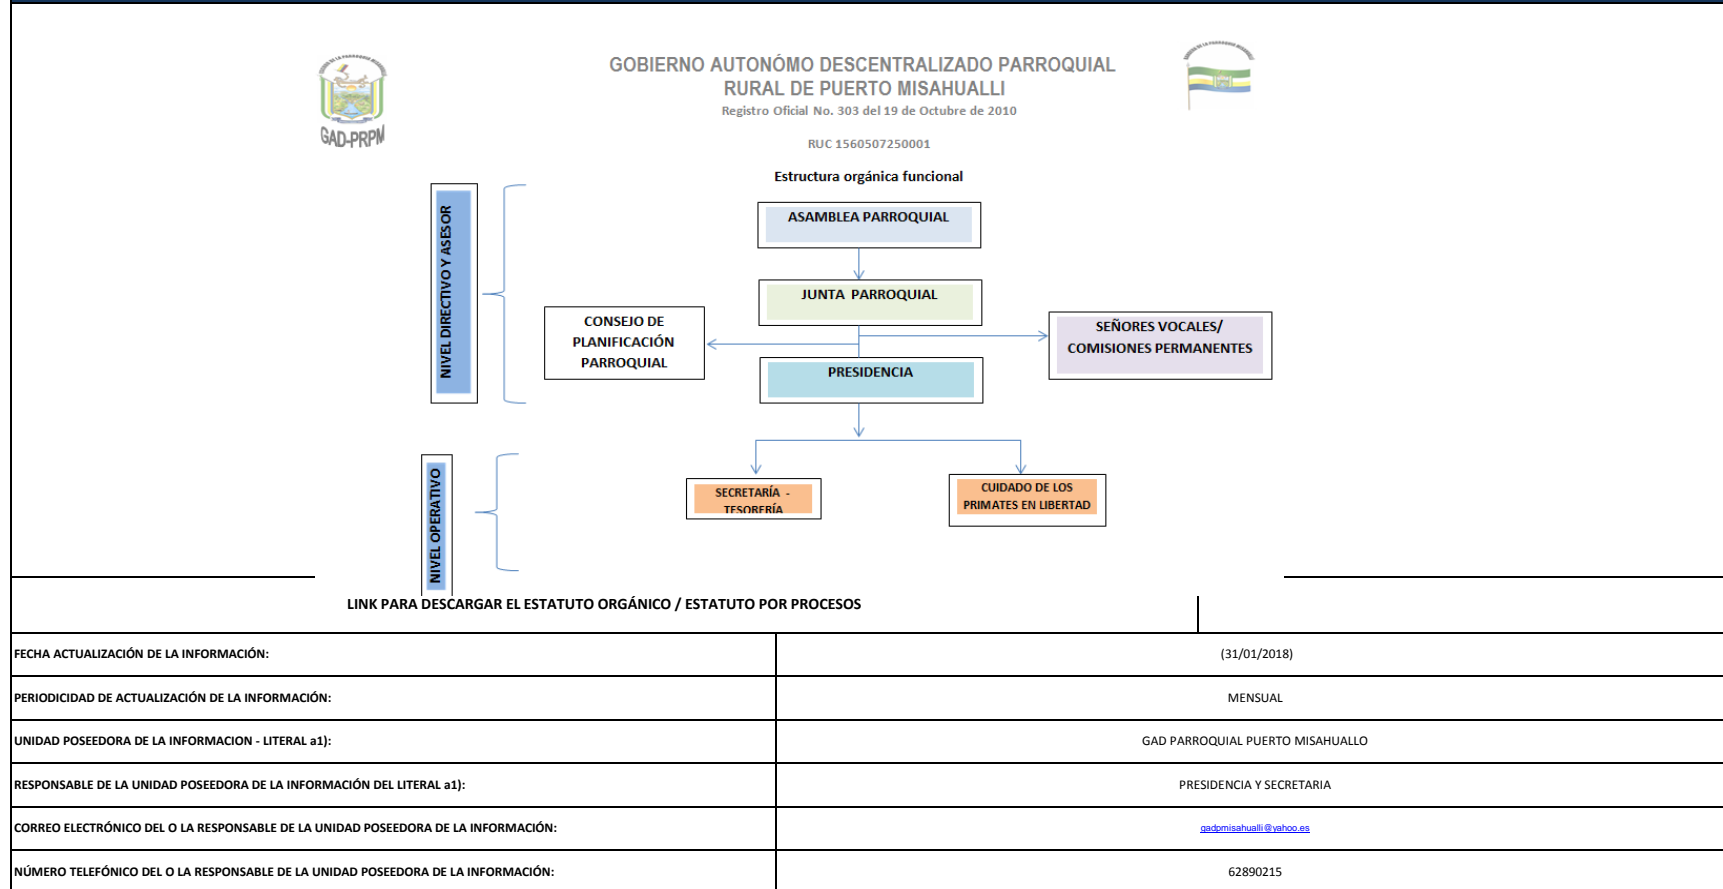 GOBIERNO AUTONÓMO DESCENTRALIZADO PARROQUIAL
RURAL DE PUERTO MISAHUALLI
Registro Oficial No. 303 del 19 de Octubre de 2010
GAD-PRPM
RUC 1560507250001
Estructura orgánica funcional
NIVEL DIRECTIVO Y ASESOR
ASAMBLEA PARROQUIAL
JUNTA PARROQUIAL
CONSEJO DE
PLANIFICACIÓN
PARROQUIAL
SEÑORES VOCALES/
COMISIONES PERMANENTES
PRESIDENCIA
NIVEL OPERATIVO
SECRETARÍA -
TESORERÍA
CUIDADO DE LOS
PRIMATES EN LIBERTAD
LINK PARA DESCARGAR EL ESTATUTO ORGÁNICO / ESTATUTO POR PROCESOS
FECHA ACTUALIZACIÓN DE LA INFORMACIÓN:
(31/01/2018)
PERIODICIDAD DE ACTUALIZACIÓN DE LA INFORMACIÓN:
MENSUAL
UNIDAD POSEEDORA DE LA INFORMACION - LITERAL a1):
GAD PARROQUIAL PUERTO MISAHUALLO
RESPONSABLE DE LA UNIDAD POSEEDORA DE LA INFORMACIÓN DEL LITERAL a1):
PRESIDENCIA Y SECRETARIA
CORREO ELECTRÓNICO DEL O LA RESPONSABLE DE LA UNIDAD POSEEDORA DE LA INFORMACIÓN:
gadpmisahualli@yahoo.es
NÚMERO TELEFÓNICO DEL O LA RESPONSABLE DE LA UNIDAD POSEEDORA DE LA INFORMACIÓN:
62890215